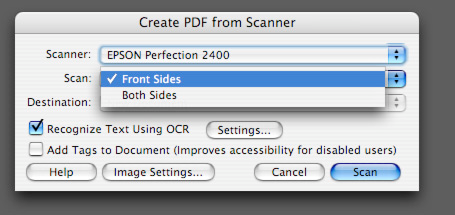 Create PDF from Scanner
Scanner: EPSON Perfection 2400
Scan: ✓ Front Sides
Both Sides
Destination:
Recognize Text Using OCR Settings...
Add Tags to Document (Improves accessibility for disabled users)
Help Image Settings... Cancel Scan